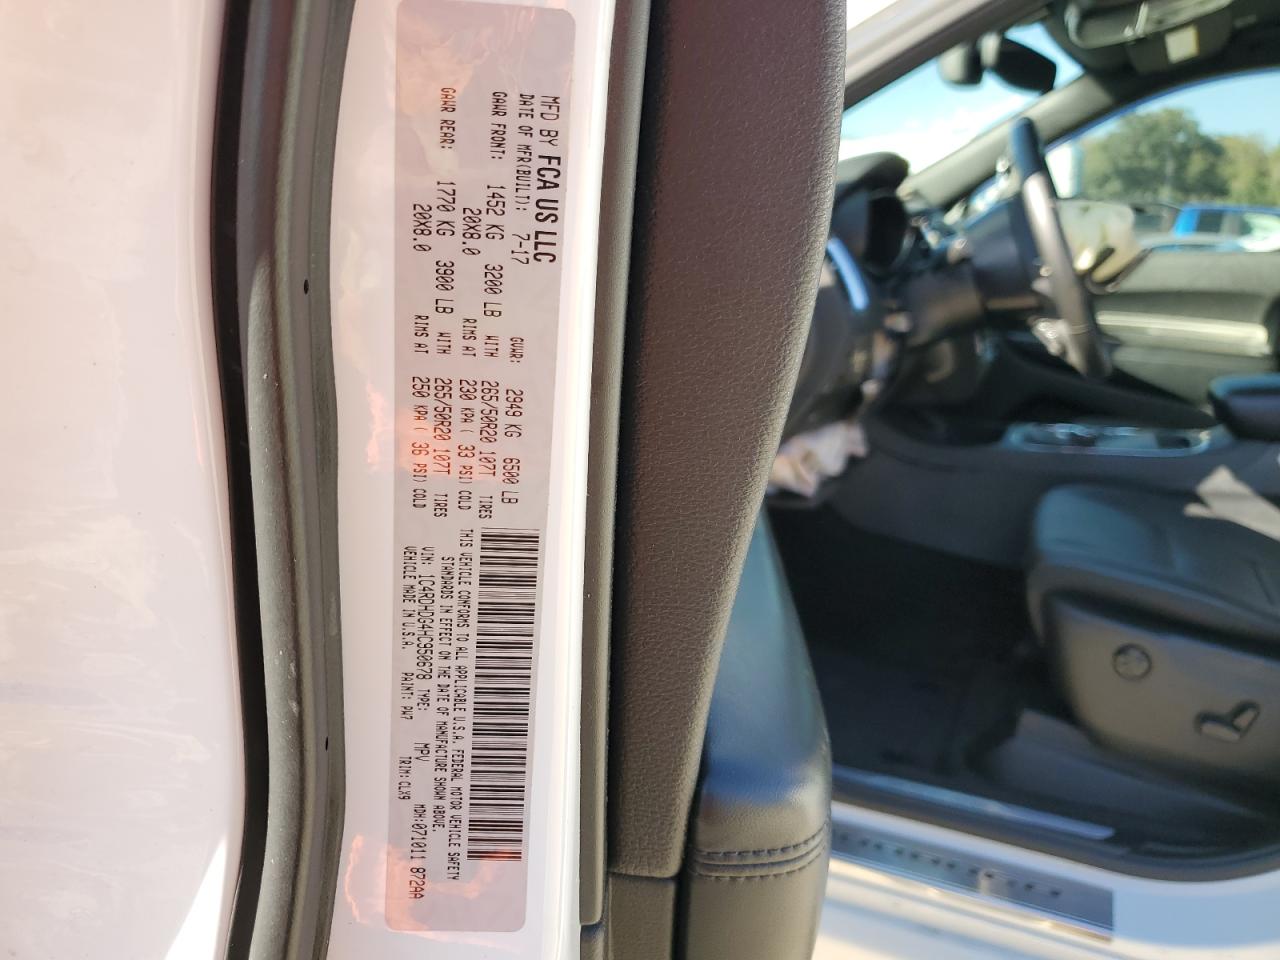 MFD BY FCA US LLC
DATE OF MFR(BUILT): 7-17 GVWR: 2949 KG 6500 LB
GAWR FRONT: 1452 KG 3200 LB WITH 265/50R20 107T TIRES
20X8.0 RIMS AT 230 KPA ( 33 PSI) COLD
GAWR REAR: 1770 KG 3900 LB WITH 265/50R20 107T TIRES
20X8.0 RIMS AT 250 KPA ( 36 PSI) COLD
THIS VEHICLE CONFORMS TO ALL APPLICABLE U.S.A. FEDERAL MOTOR VEHICLE SAFETY
STANDARDS IN EFFECT ON THE DATE OF MANUFACTURE SHOWN ABOVE.
VIN: 1C4RDHDG4HC950678 TYPE: MPV MDH:071011 872AA
VEHICLE MADE IN U.S.A. PAINT: PW7 TRIM:CLX9